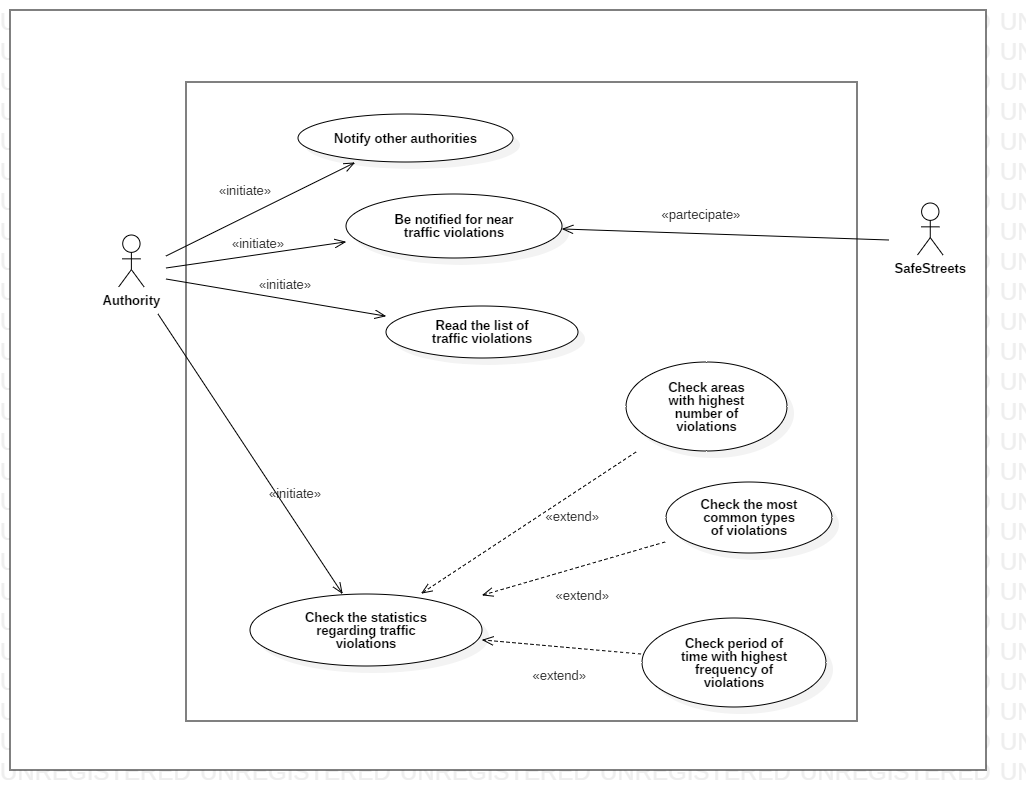 Notify other authorities
«initiate»
Be notified for near
traffic violations
«partecipate»
«initiate»
SafeStreets
«initiate»
Authority
Read the list of
traffic violations
Check areas
with highest
number of
violations
«initiate»
Check the most
common types
of violations
«extend»
«extend»
Check the statistics
regarding traffic
violations
Check period of
time with highest
frequency of
violations
«extend»
UNREGISTERED UNREGISTERED UNREGISTERED UNREGISTERED UNREGISTERED UN